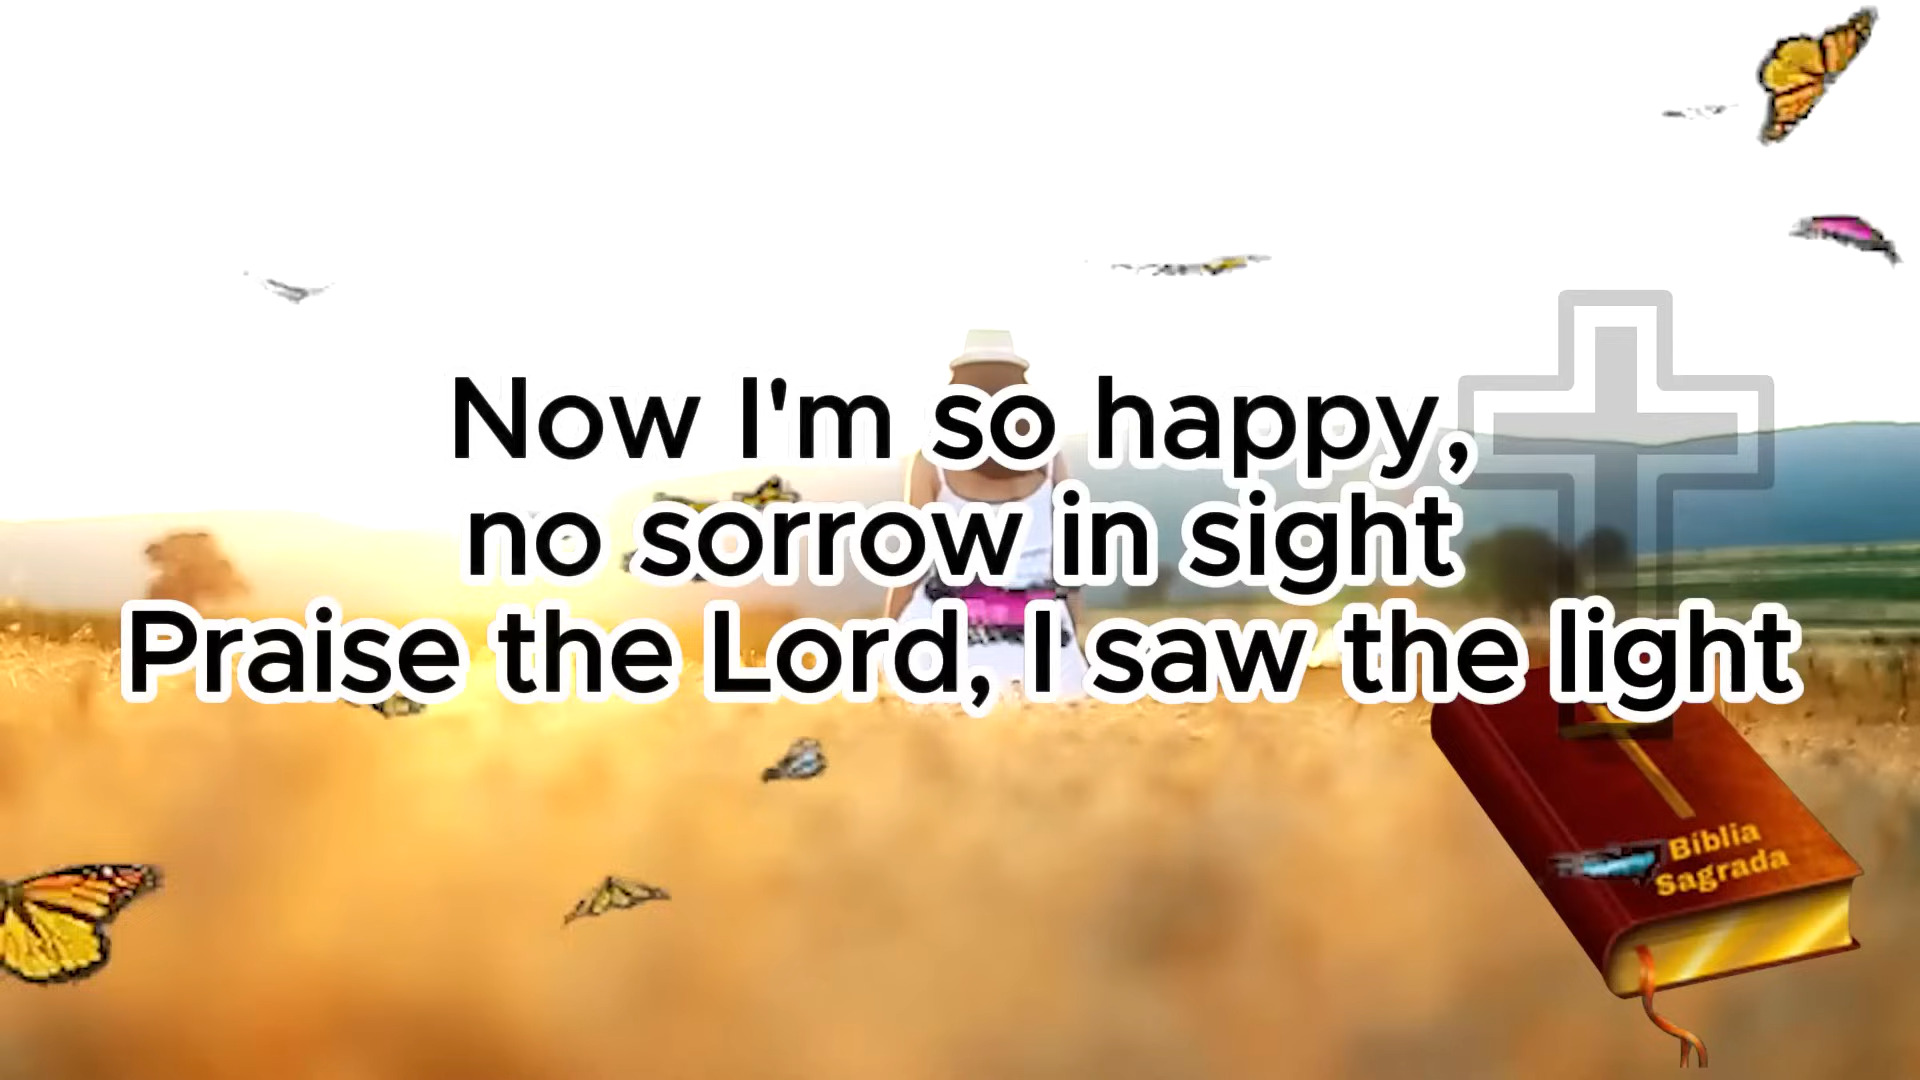 Now I'm so happy,
no sorrow in sight
Praise the Lord, I saw the light
Bíblia
Sagrada